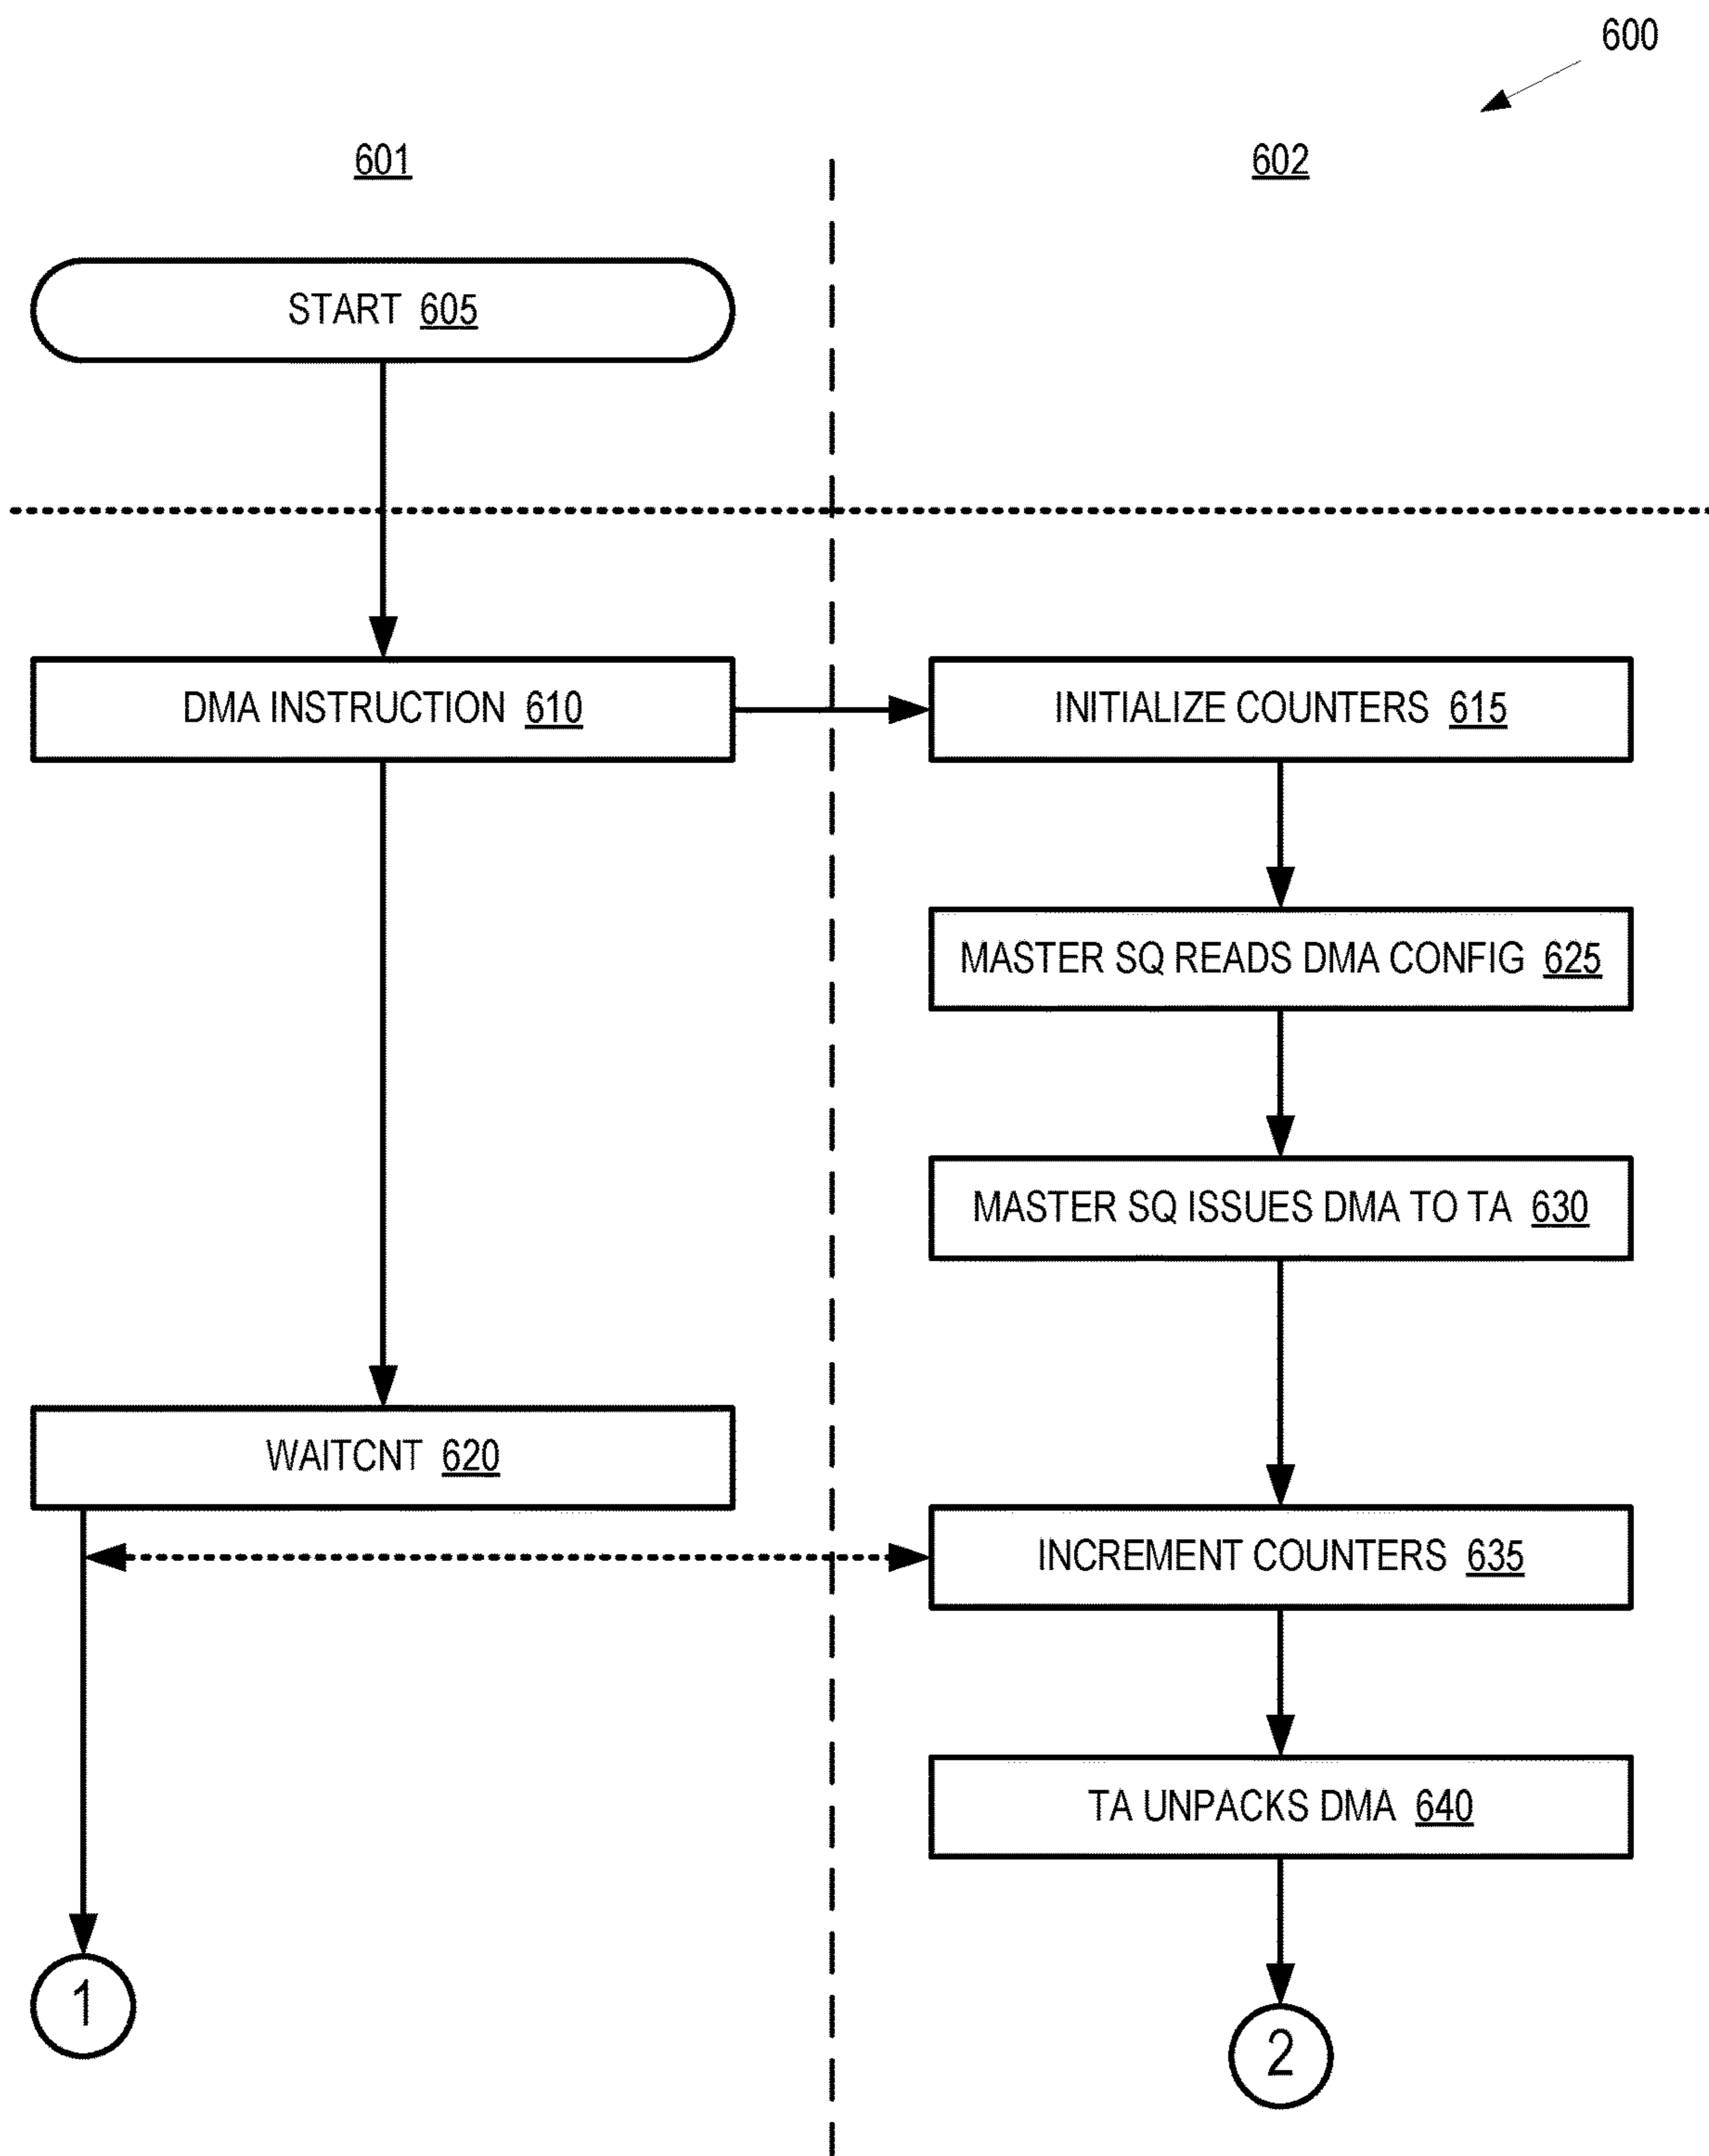 600
601
602
START 605
DMA INSTRUCTION 610
INITIALIZE COUNTERS 615
MASTER SQ READS DMA CONFIG 625
MASTER SQ ISSUES DMA TO TA 630
WAITCNT 620
INCREMENT COUNTERS 635
TA UNPACKS DMA 640
1
2